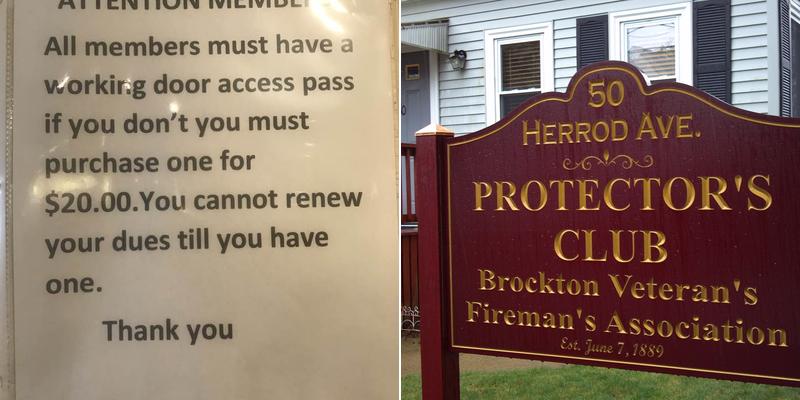 ATTENTION MEMBERS
All members must have a
working door access pass
if you don't you must
purchase one for
$20.00.You cannot renew
your dues till you have
one.
Thank you
50
HERROD AVE.
PROTECTOR'S
CLUB
Brockton Veteran's
Fireman's Association
Est. June 7, 1889